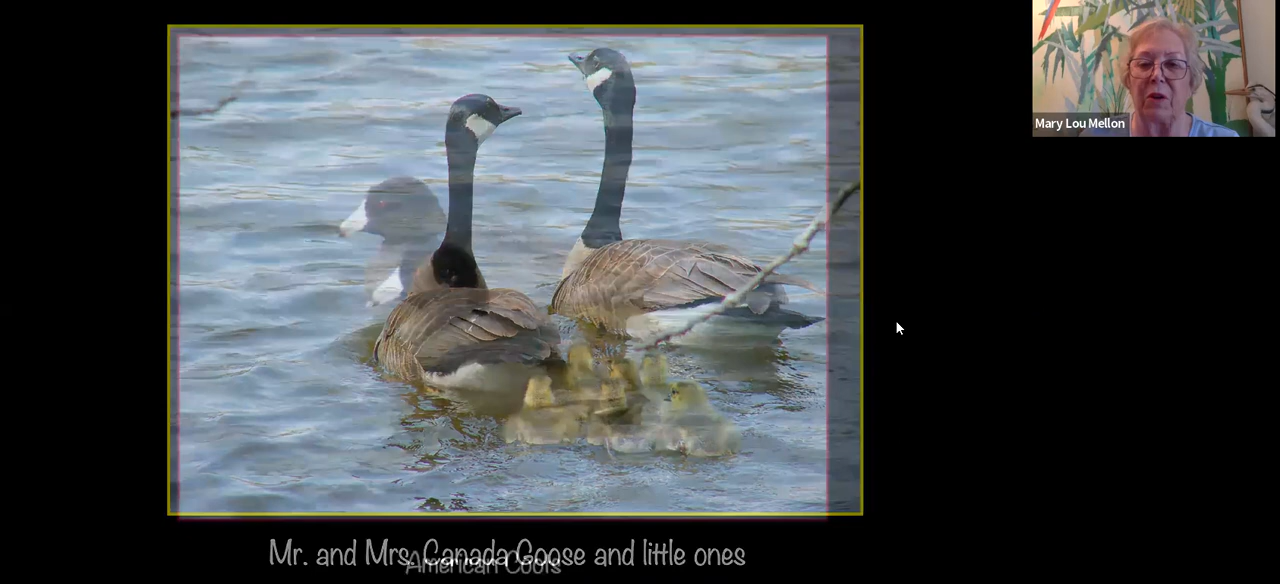 Mary Lou Mellon
Mr. and Mrs. Canada Goose and little ones
American Coots